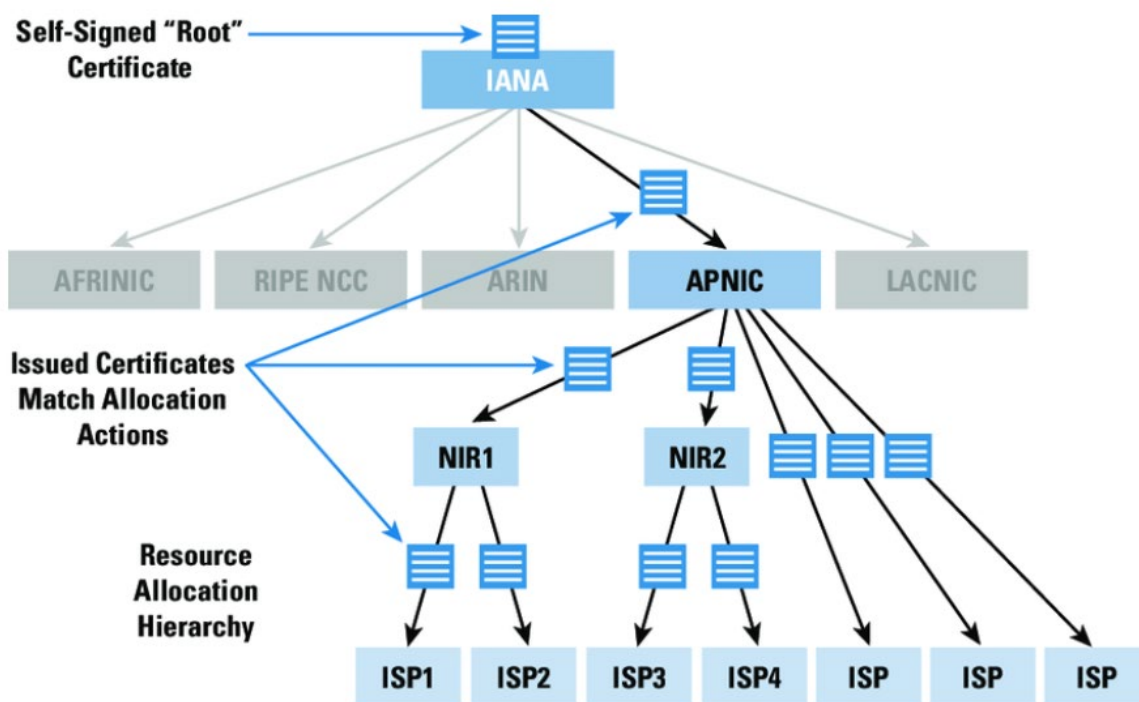 Self-Signed “Root”
Certificate
IANA
AFRINIC
RIPE NCC
ARIN
APNIC
LACNIC
Issued Certificates
Match Allocation
Actions
NIR1
NIR2
Resource
Allocation
Hierarchy
ISP1
ISP2
ISP3
ISP4
ISP
ISP
ISP